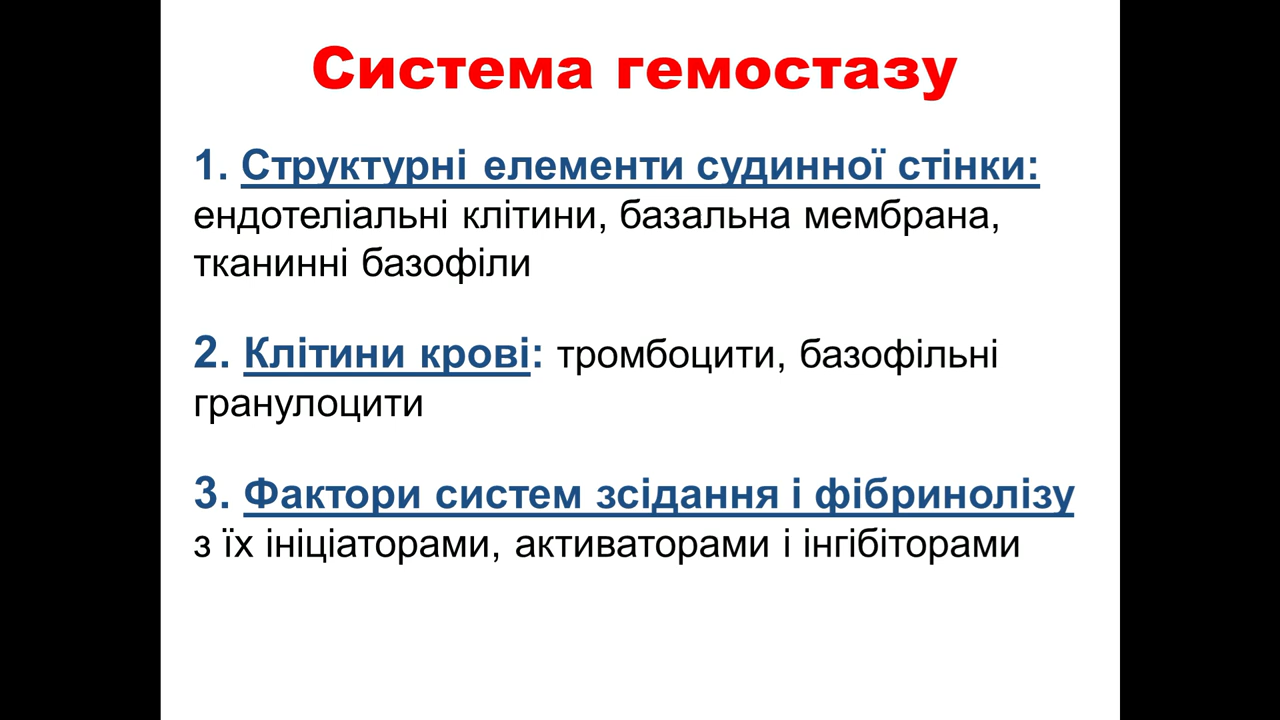 Система гемостазу
1. Структурні елементи судинної стінки:
ендотеліальні клітини, базальна мембрана,
тканинні базофіли
2. Клітини крові: тромбоцити, базофільні
гранулоцити
3. Фактори систем зсідання і фібринолізу
з їх ініціаторами, активаторами і інгібіторами